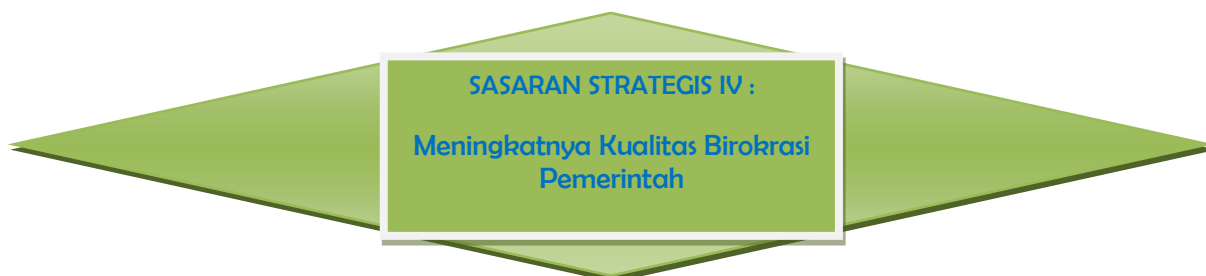 SASARAN STRATEGIS IV :
Meningkatnya Kualitas Birokrasi
Pemerintah